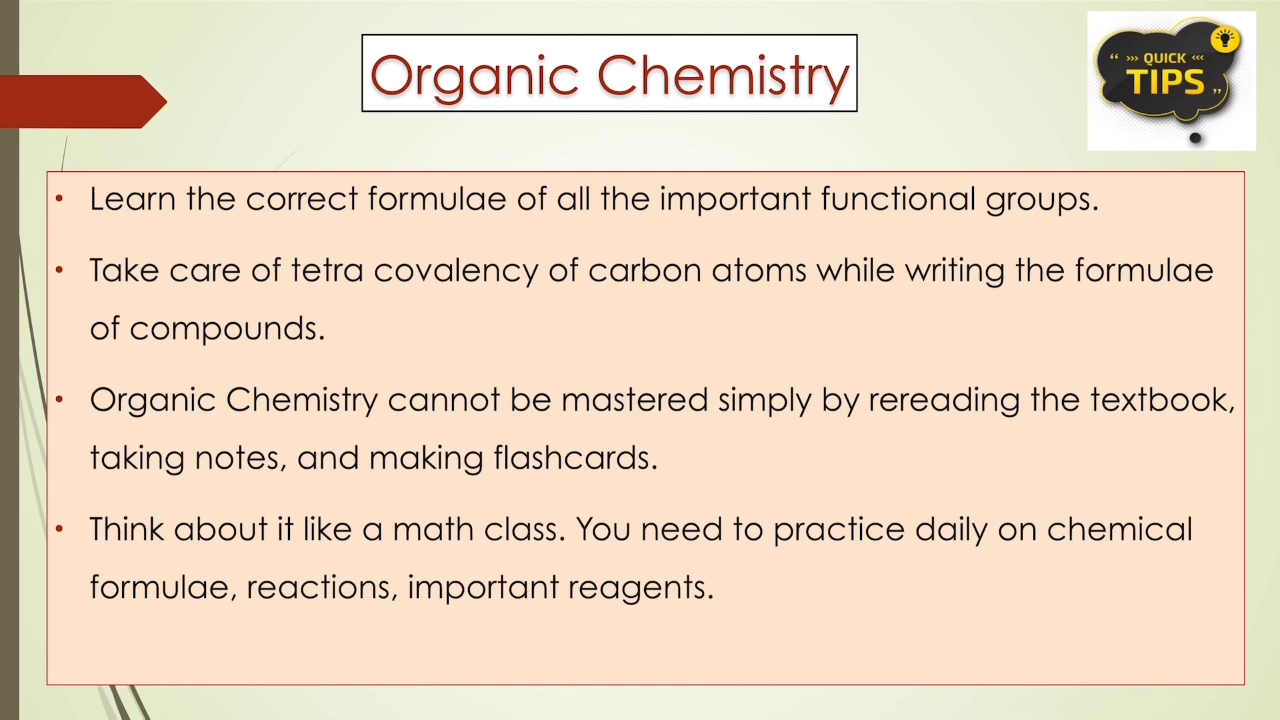 Organic Chemistry
“ ››› QUICK ‹‹‹
TIPS „
• Learn the correct formulae of all the important functional groups.
• Take care of tetra covalency of carbon atoms while writing the formulae
of compounds.
• Organic Chemistry cannot be mastered simply by rereading the textbook,
taking notes, and making flashcards.
• Think about it like a math class. You need to practice daily on chemical
formulae, reactions, important reagents.